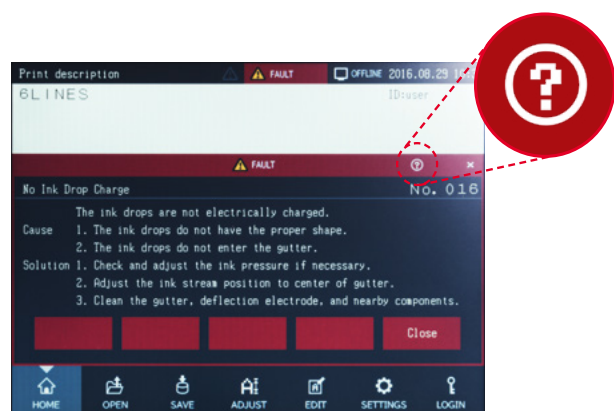 Print description FAULT OFFLINE 2016.08.29
6LINES ID:user
FAULT ? ×
No Ink Drop Charge No. 016
The ink drops are not electrically charged.
Cause 1. The ink drops do not have the proper shape.
2. The ink drops do not enter the gutter.
Solution 1. Check and adjust the ink pressure if necessary.
2. Adjust the ink stream position to center of gutter.
3. Clean the gutter, deflection electrode, and nearby components.
Close
HOME OPEN SAVE ADJUST EDIT SETTINGS LOGIN
?